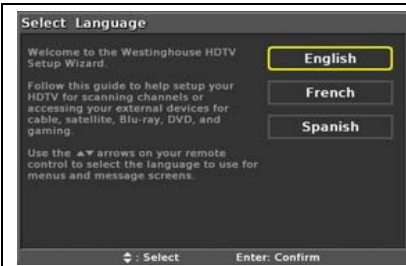 Select Language
Welcome to the Westinghouse HDTV
Setup Wizard.
Follow this guide to help setup your
HDTV for scanning channels or
accessing your external devices for
cable, satellite, Blu-ray, DVD, and
gaming.
Use the ▲▼ arrows on your remote
control to select the language to use for
menus and message screens.
English
French
Spanish
: Select
Enter: Confirm